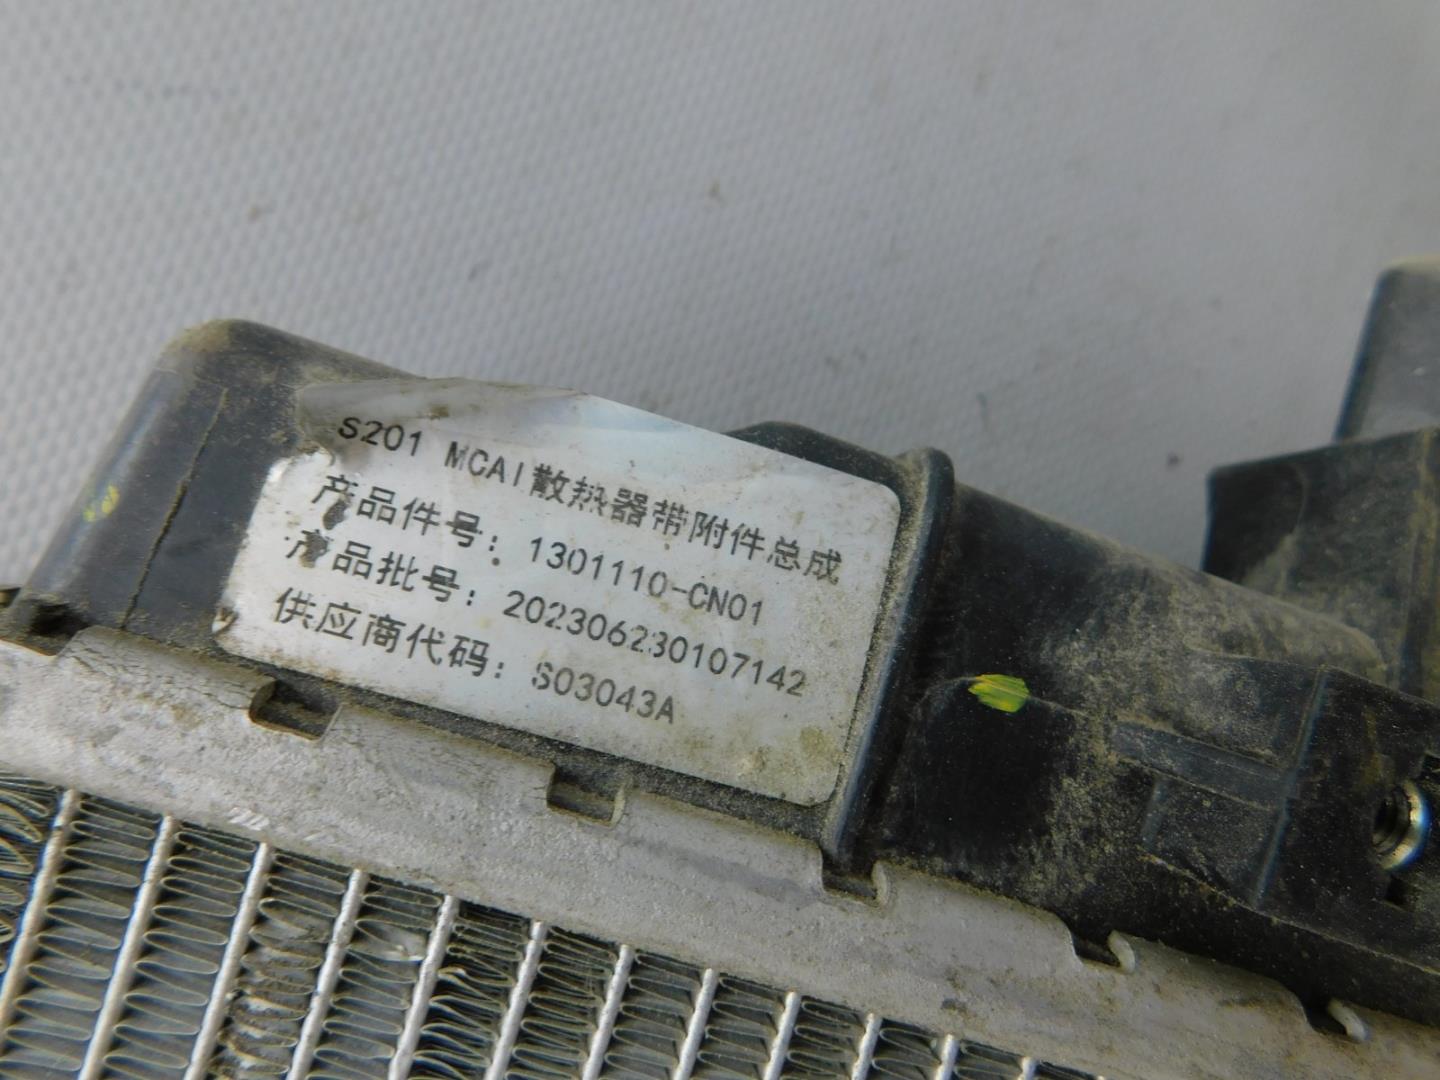 S201 MCAI散热器带附件总成
产品件号：1301110-CN01
产品批号：202306230107142
供应商代码：S03043A